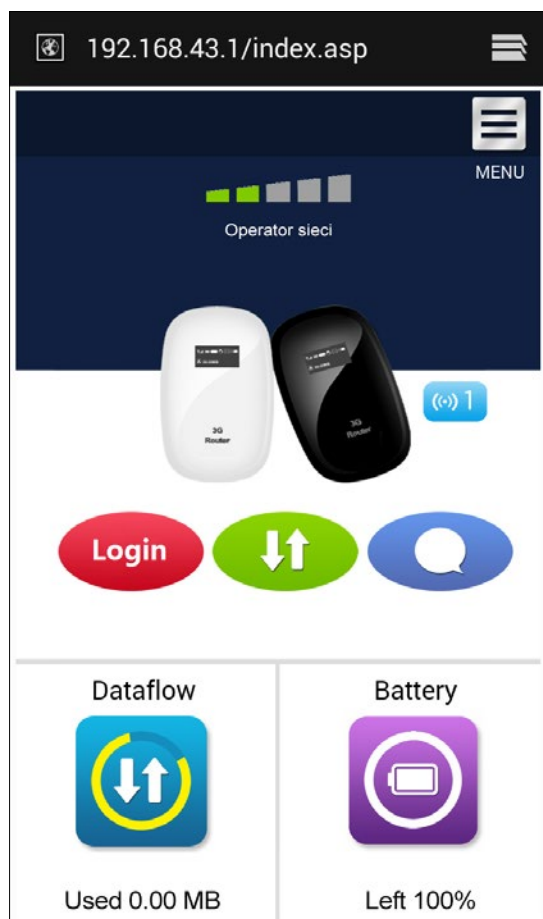 192.168.43.1/index.asp
MENU
Operator sieci
3G
Router
3G
Router
1
Login
Dataflow
Battery
Used 0.00 MB
Left 100%